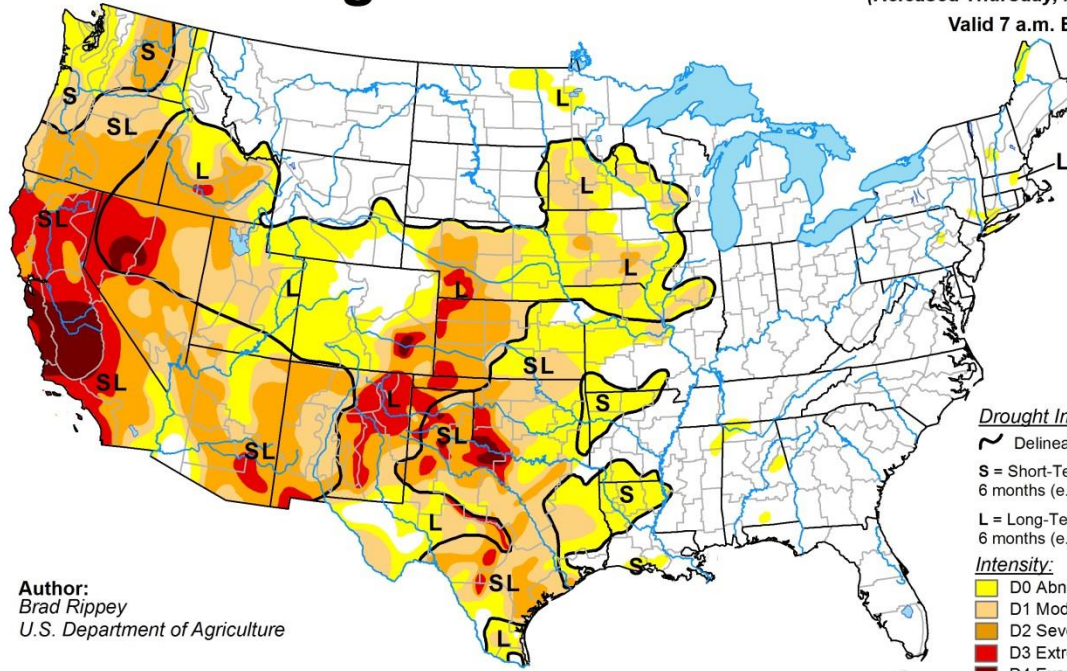 Valid 7 a.m. E
S
S
SL
L
L
L
L
SL
L
L
L
SL
S
SL
L
SL
SL
S
L
S
SL
L
Drought Im
Delinea
S = Short-Te
6 months (e.
L = Long-Te
6 months (e.
Intensity:
D0 Abn
D1 Mod
D2 Seve
D3 Extr
Author:
Brad Rippey
U.S. Department of Agriculture